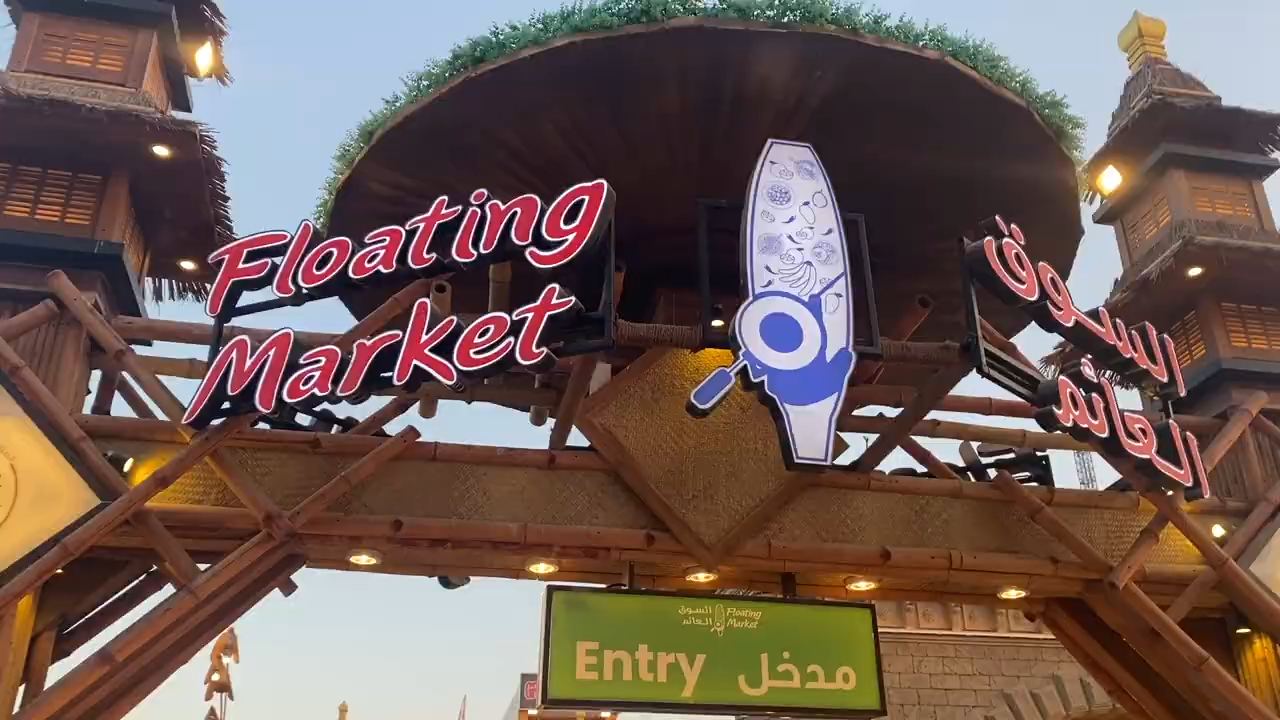 Floating
Market
السوق
العائم
السوق
العائم
Floating
Market
Entry مدخل